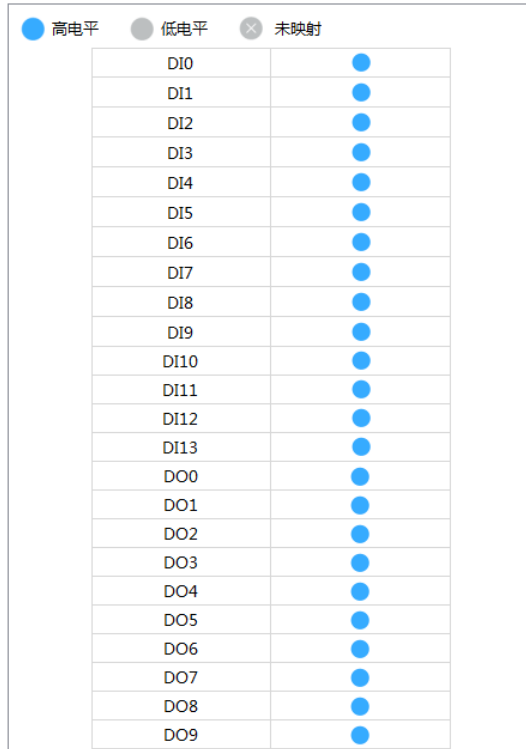 高电平 低电平 未映射
DI0
DI1
DI2
DI3
DI4
DI5
DI6
DI7
DI8
DI9
DI10
DI11
DI12
DI13
DO0
DO1
DO2
DO3
DO4
DO5
DO6
DO7
DO8
DO9